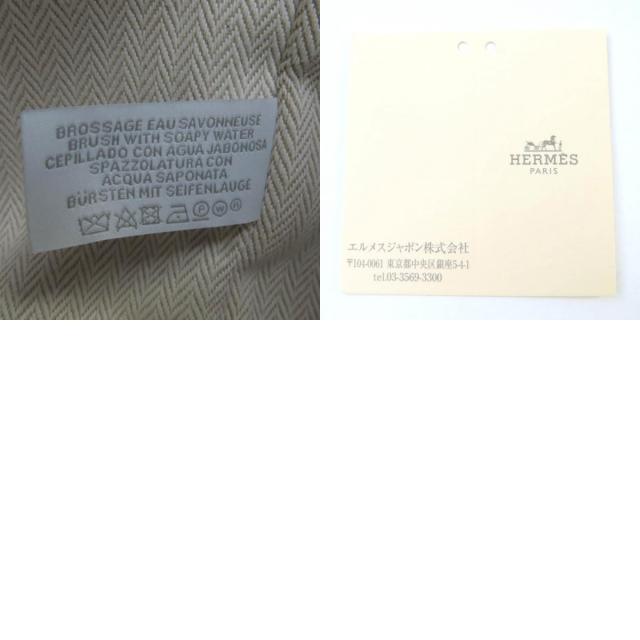 BROSSAGE EAU SAVONNEUSE
BRUSH WITH SOAPY WATER
CEPILLADO CON AGUA JABONOSA
SPAZZOLATURA CON
ACQUA SAPONATA
BÜRSTEN MIT SEIFENLAUGE
P W R
HERMÈS
PARIS
エルメスジャポン株式会社
〒104-0061 東京都中央区銀座5-4-1
tel.03-3569-3300